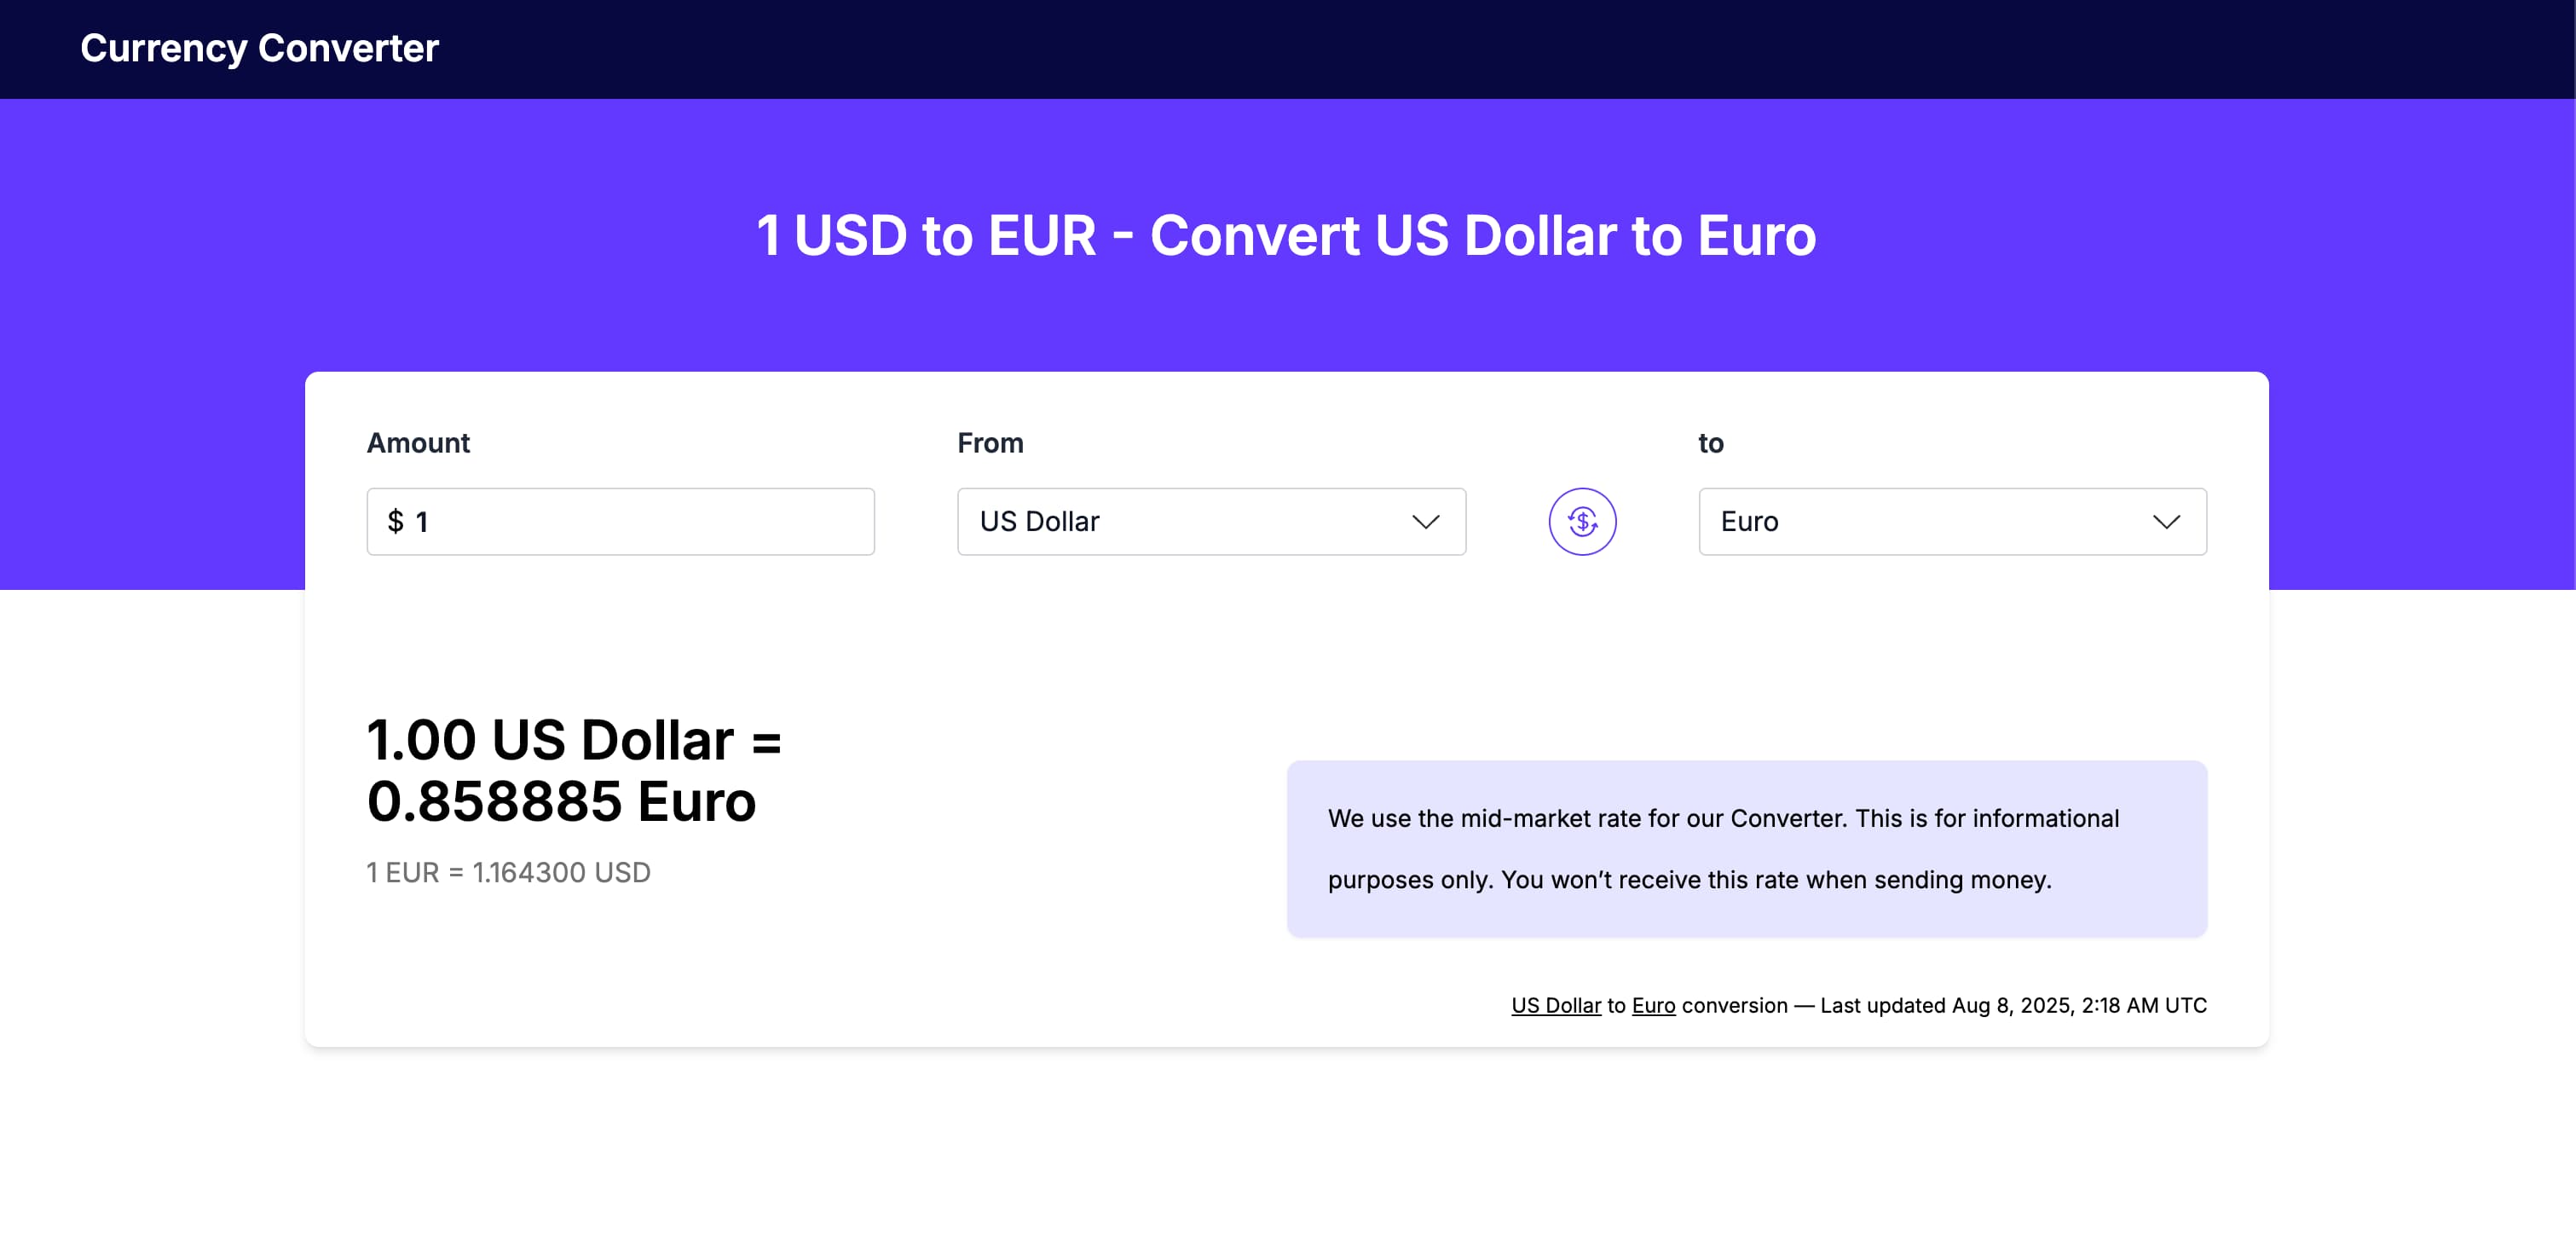 Currency Converter
1 USD to EUR - Convert US Dollar to Euro
Amount
From
to
$ 1
US Dollar
$
Euro
1.00 US Dollar =
0.858885 Euro
1 EUR = 1.164300 USD
We use the mid-market rate for our Converter. This is for informational
purposes only. You won’t receive this rate when sending money.
US Dollar to Euro conversion — Last updated Aug 8, 2025, 2:18 AM UTC